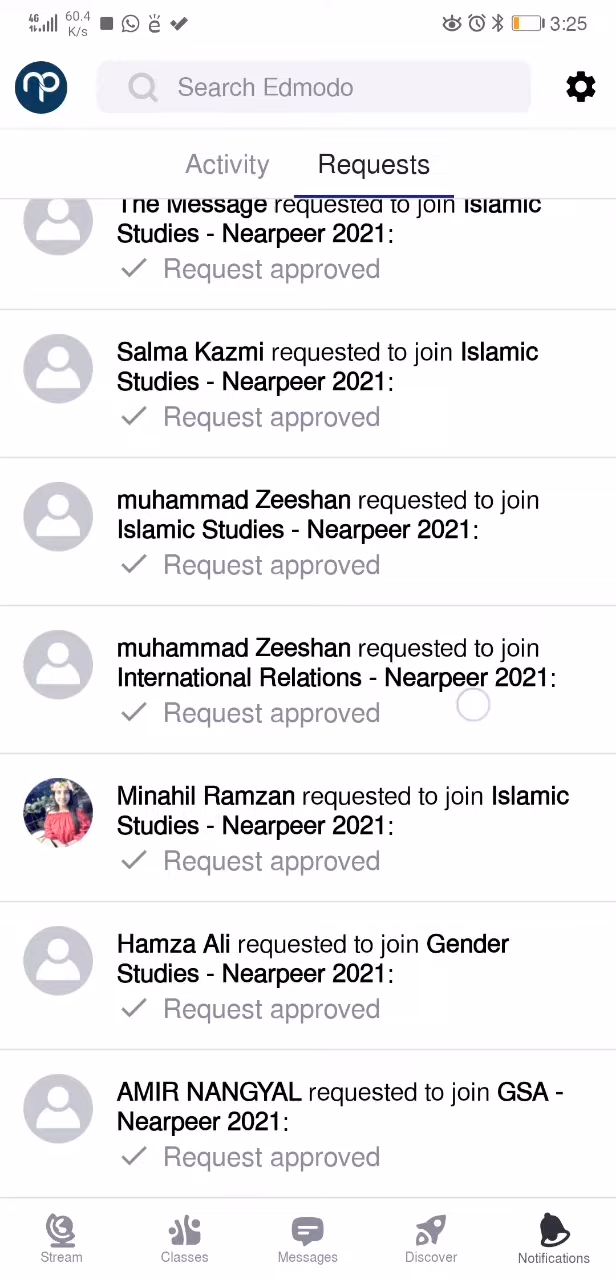 4G 60.4 K/s 3:25
np Search Edmodo
Activity Requests
The Message requested to join Islamic
Studies - Nearpeer 2021:
Request approved
Salma Kazmi requested to join Islamic
Studies - Nearpeer 2021:
Request approved
muhammad Zeeshan requested to join
Islamic Studies - Nearpeer 2021:
Request approved
muhammad Zeeshan requested to join
International Relations - Nearpeer 2021:
Request approved
Minahil Ramzan requested to join Islamic
Studies - Nearpeer 2021:
Request approved
Hamza Ali requested to join Gender
Studies - Nearpeer 2021:
Request approved
AMIR NANGYAL requested to join GSA -
Nearpeer 2021:
Request approved
Stream Classes Messages Discover Notifications